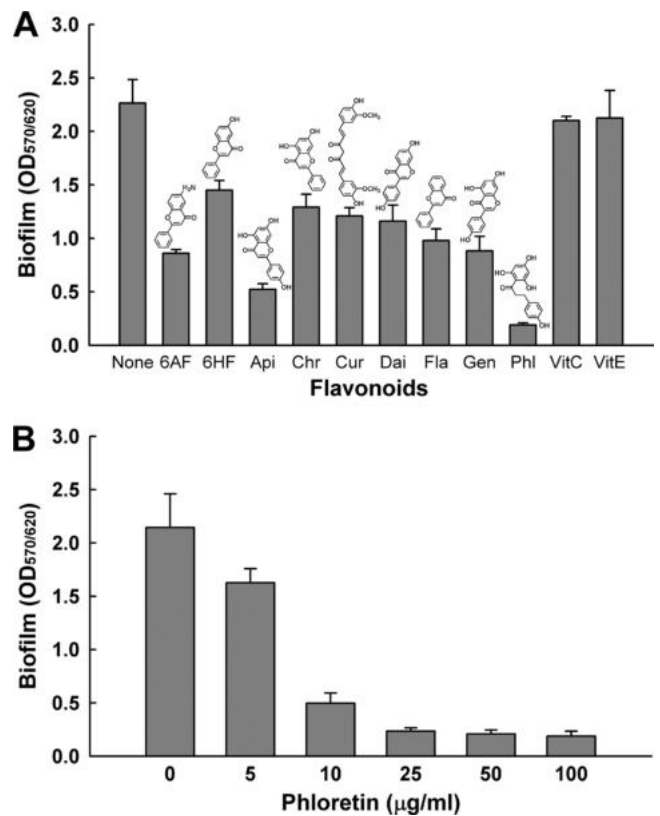 A
Biofilm (OD570/620)
3.0
2.5
2.0
1.5
1.0
0.5
0.0
None 6AF 6HF Api Chr Cur Dai Fla Gen Phl VitC VitE
Flavonoids
B
Biofilm (OD570/620)
3.0
2.5
2.0
1.5
1.0
0.5
0.0
0 5 10 25 50 100
Phloretin (μg/ml)